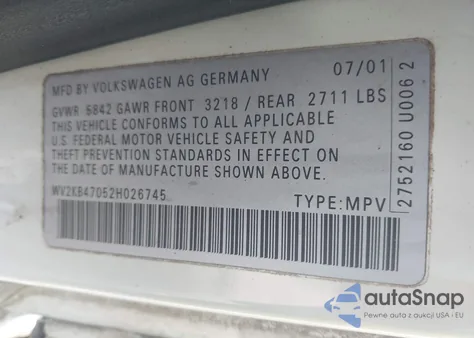 MFD BY VOLKSWAGEN AG GERMANY 07/01
GVWR 5842 GAWR FRONT 3218 / REAR 2711 LBS
THIS VEHICLE CONFORMS TO ALL APPLICABLE
U.S. FEDERAL MOTOR VEHICLE SAFETY AND
THEFT PREVENTION STANDARDS IN EFFECT ON
THE DATE OF MANUFACTURE SHOWN ABOVE.
WV2KB47052H026745
TYPE:MPV
2752160 U006 2
autoSnap
Pewne auta z aukcji USA i EU